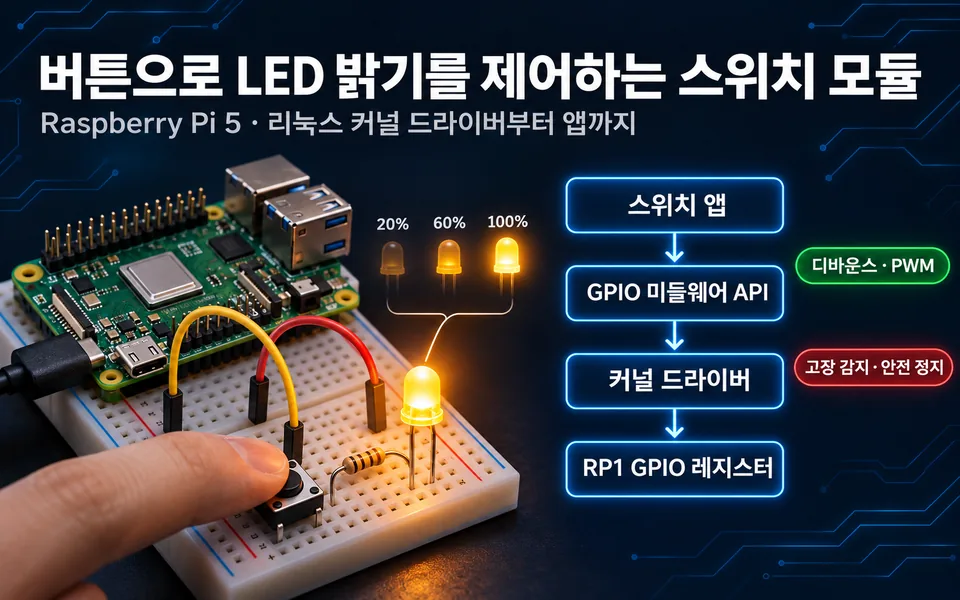 버튼으로 LED 밝기를 제어하는 스위치 모듈
Raspberry Pi 5 · 리눅스 커널 드라이버부터 앱까지
20% 60% 100%
스위치 앱
GPIO 미들웨어 API
디바운스 · PWM
커널 드라이버
고장 감지 · 안전 정지
RP1 GPIO 레지스터